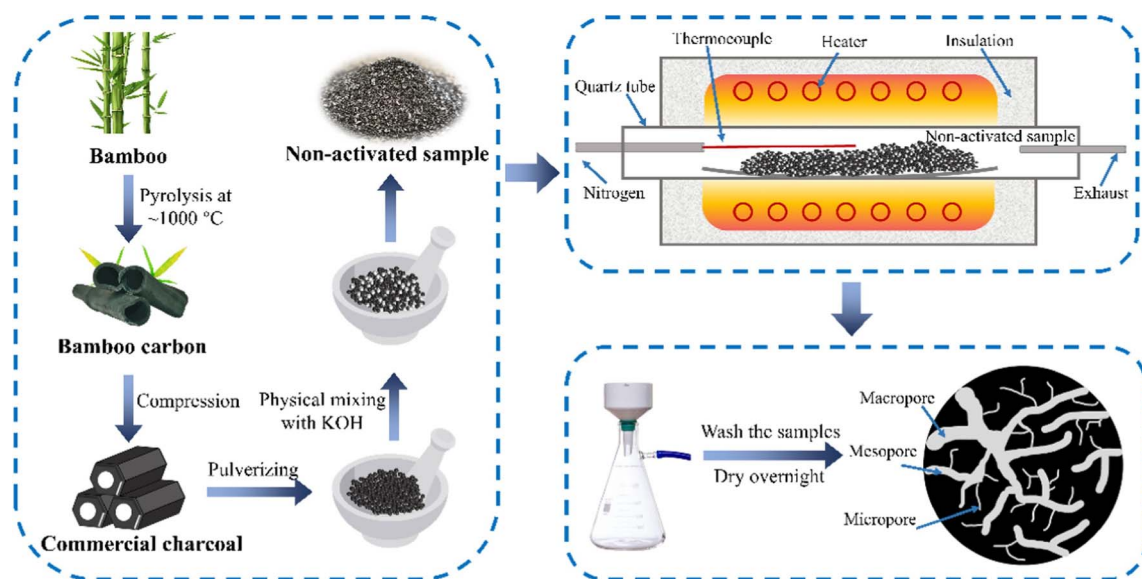 Bamboo
Pyrolysis at
~1000 °C
Bamboo carbon
Compression
Commercial charcoal
Pulverizing
Physical mixing
with KOH
Non-activated sample
Thermocouple
Heater
Insulation
Quartz tube
Non-activated sample
Nitrogen
Exhaust
Wash the samples
Dry overnight
Macropore
Mesopore
Micropore